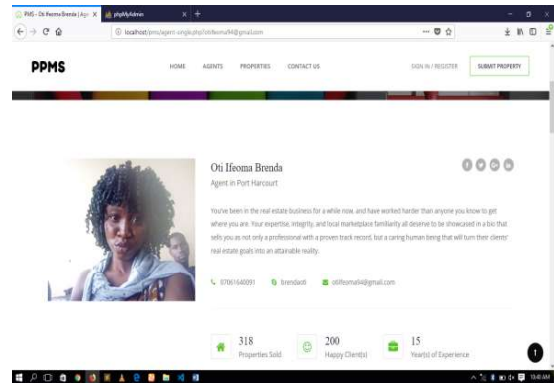 PMS - Oti Ifeoma Brenda | Age
phpMyAdmin
localhost/pms/agent-single.php?otiifeoma94@gmail.com
PPMS
HOME
AGENTS
PROPERTIES
CONTACT US
SIGN IN / REGISTER
SUBMIT PROPERTY
Oti Ifeoma Brenda
Agent in Port Harcourt
You've been in the real estate business for a while now, and have worked harder than anyone you know to get
where you are. Your expertise, integrity, and local marketplace familiarity all deserve to be showcased in a bio that
sells you as not only a professional with a proven track record, but a caring human being that will turn their clients'
real estate goals into an attainable reality.
07061640091
brendaoti
otiifeoma94@gmail.com
318
Properties Sold
200
Happy Client(s)
15
Year(s) of Experience
10:40 AM